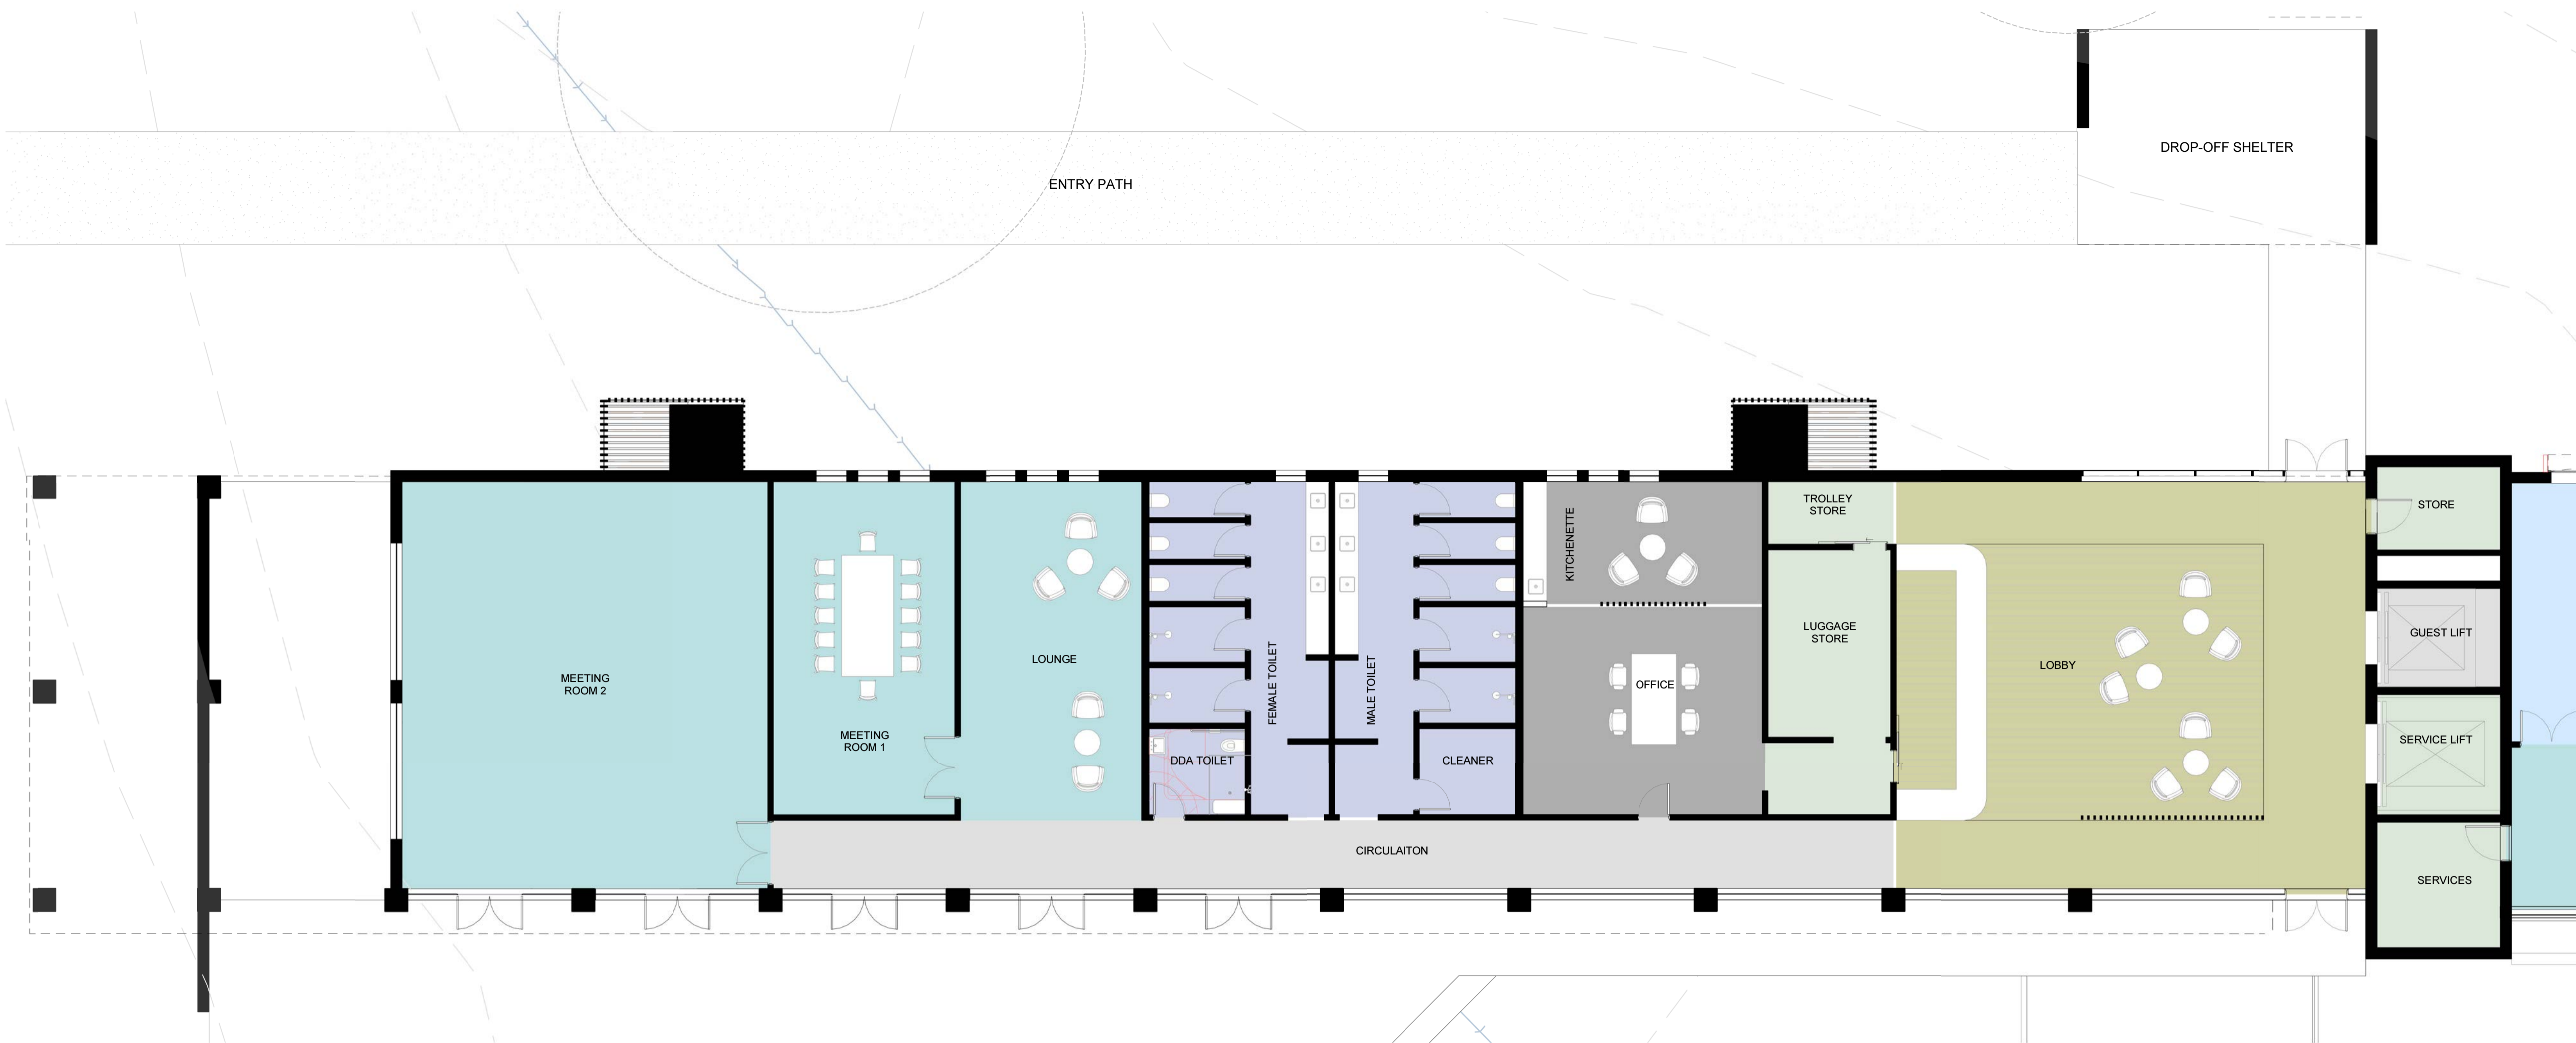 DROP-OFF SHELTER
ENTRY PATH
TROLLEY
STORE
STORE
KITCHENETTE
LUGGAGE
STORE
GUEST LIFT
LOUNGE
LOBBY
MEETING
ROOM 2
FEMALE TOILET
MALE TOILET
OFFICE
MEETING
ROOM 1
SERVICE LIFT
DDA TOILET
CLEANER
CIRCULAITON
SERVICES